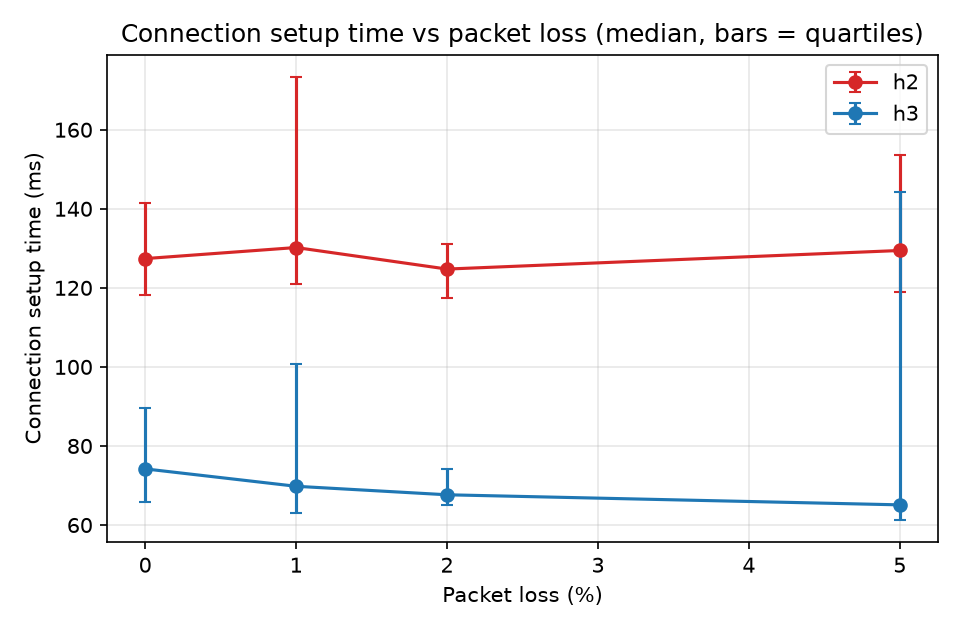 Connection setup time vs packet loss (median, bars = quartiles)
h2
h3
Connection setup time (ms)
160
140
120
100
80
60
0 1 2 3 4 5
Packet loss (%)